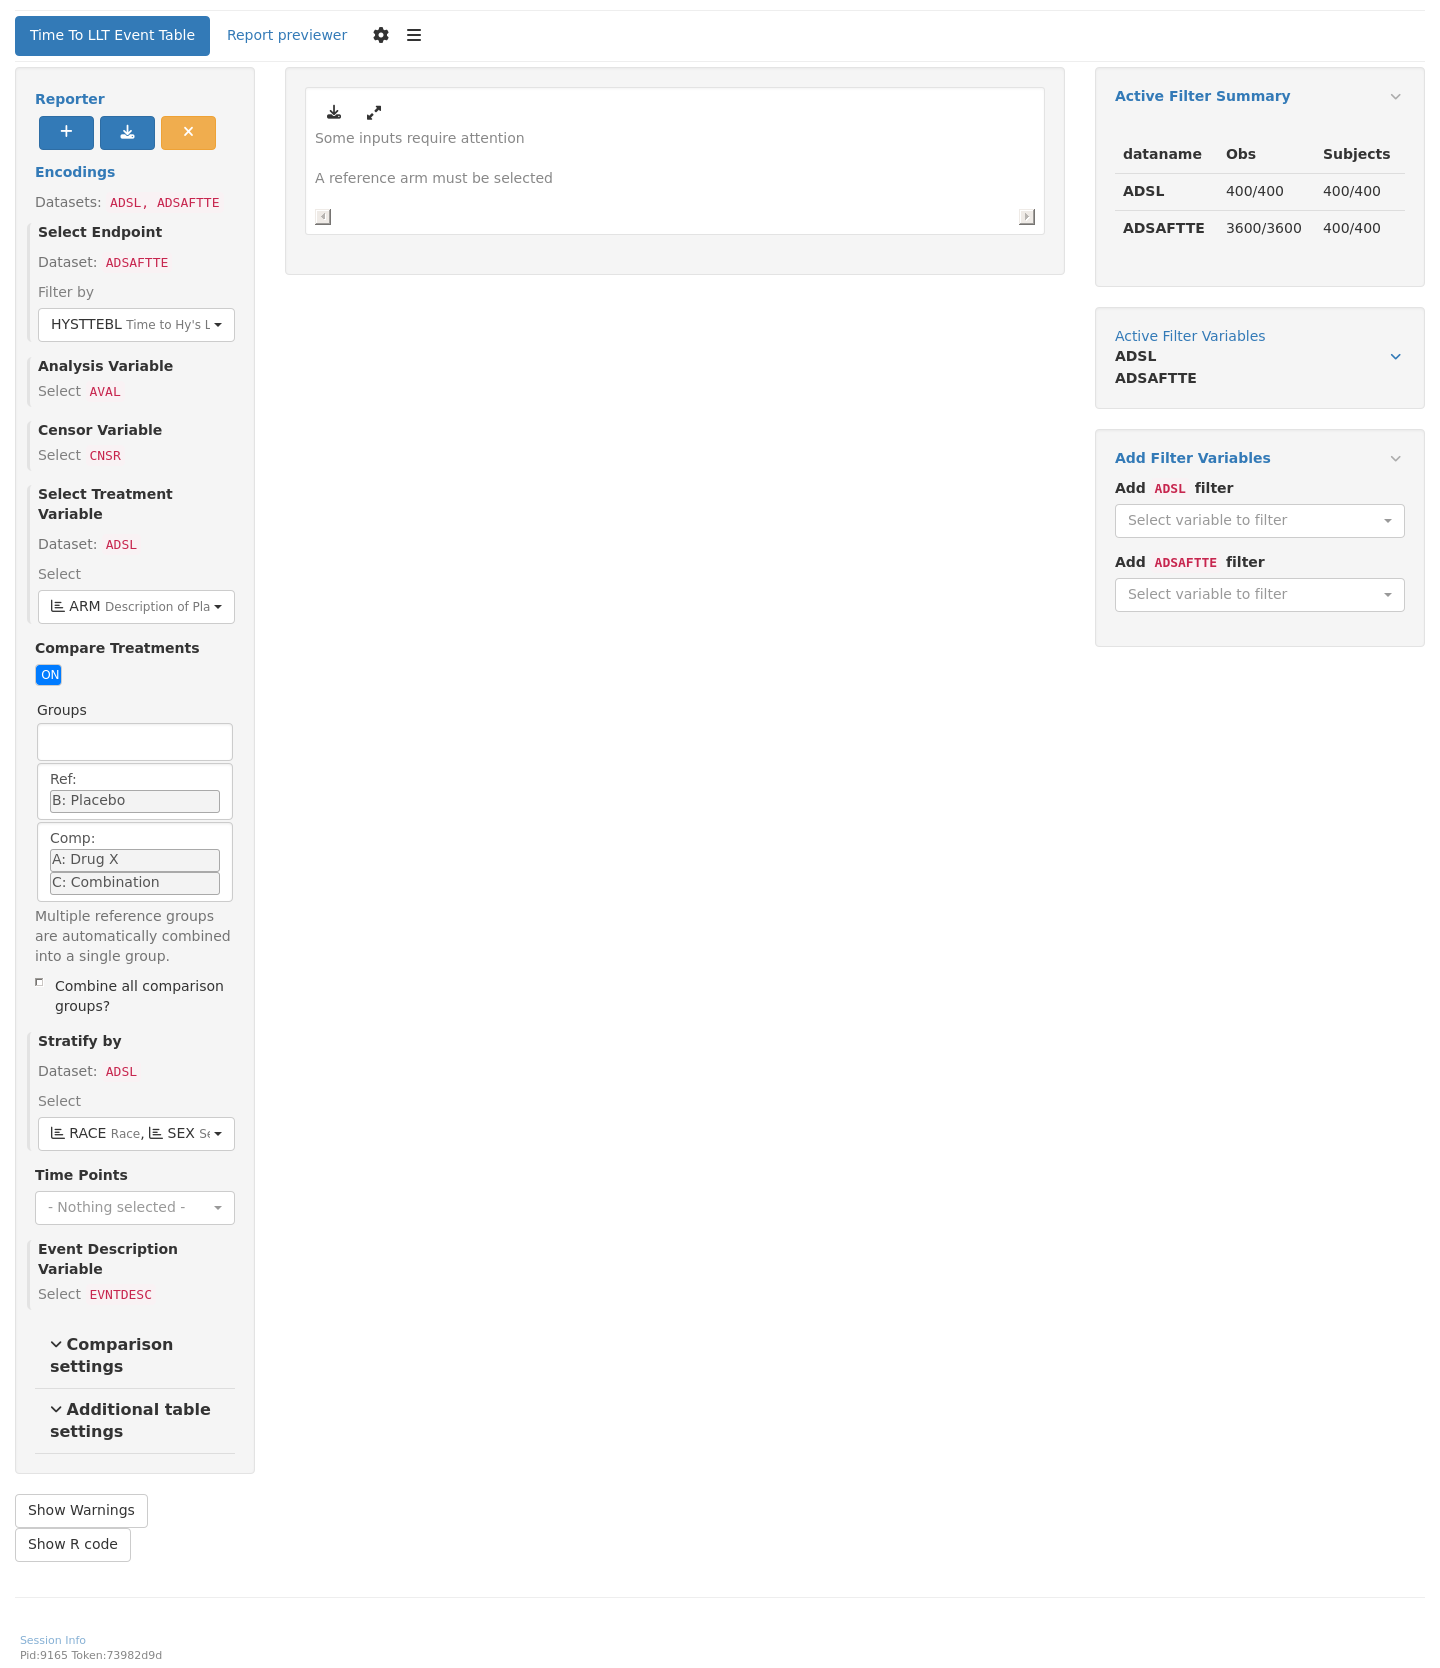 Time To LLT Event Table
Report previewer
Reporter
Encodings
Datasets: ADSL, ADSAFTTE
Select Endpoint
Dataset: ADSAFTTE
Filter by
HYSTTEBL Time to Hy's L
Analysis Variable
Select AVAL
Censor Variable
Select CNSR
Select Treatment
Variable
Dataset: ADSL
Select
ARM Description of Pla
Compare Treatments
ON
Groups
Ref:
B: Placebo
Comp:
A: Drug X
C: Combination
Multiple reference groups
are automatically combined
into a single group.
Combine all comparison
groups?
Stratify by
Dataset: ADSL
Select
RACE Race, SEX Se
Time Points
- Nothing selected -
Event Description
Variable
Select EVNTDESC
Comparison
settings
Additional table
settings
Show Warnings
Show R code
Some inputs require attention
A reference arm must be selected
Active Filter Summary
dataname Obs Subjects
ADSL 400/400 400/400
ADSAFTTE 3600/3600 400/400
Active Filter Variables
ADSL
ADSAFTTE
Add Filter Variables
Add ADSL filter
Select variable to filter
Add ADSAFTTE filter
Select variable to filter
Session Info
Pid:9165 Token:73982d9d